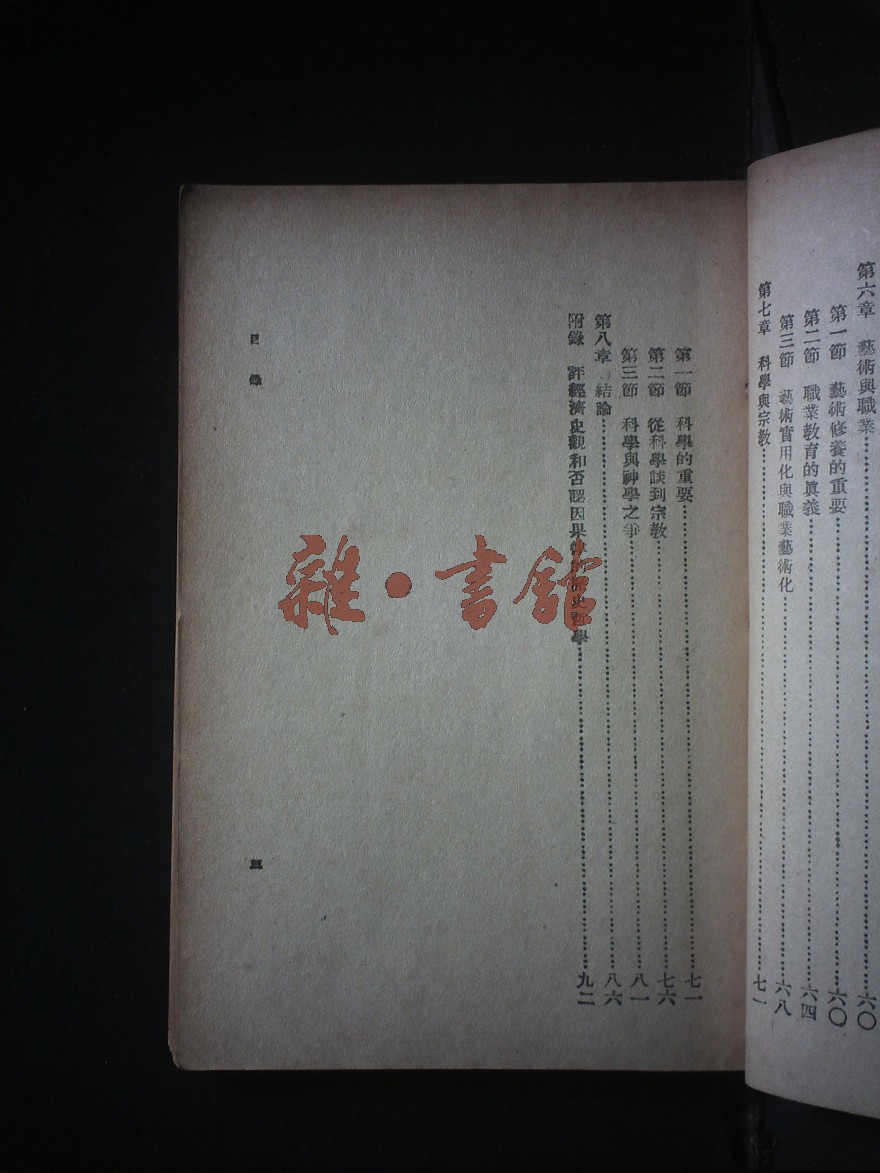 第六章 藝術與職業……六〇
第一節 藝術修養的重要……六〇
第二節 職業教育的眞義……六四
第三節 藝術實用化與職業藝術化……六八
第七章 科學與宗教……七一
第一節 科學的重要……七一
第二節 從科學談到宗教……七六
第三節 科學與神學之爭……八一
第八章 結論……八六
附錄 評經濟史觀和否認因果律的歷史哲學……九二
目錄
雜·書館